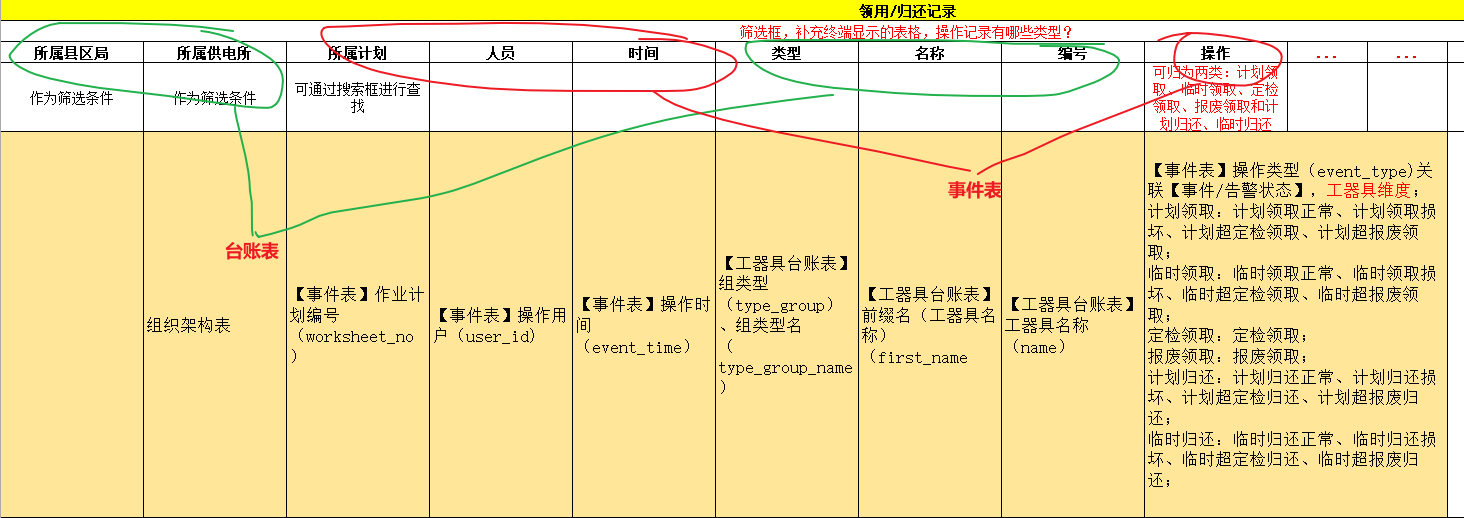 领用/归还记录
筛选框，补充终端显示的表格，操作记录有哪些类型？
所属县区局
所属供电所
所属计划
人员
时间
类型
名称
编号
操作
...
...
作为筛选条件
作为筛选条件
可通过搜索框进行查
找
可归为两类：计划领
取、临时领取、定检
领取、报废领取和计
划归还、临时归还
台账表
事件表
组织架构表
【事件表】作业计
划编号
（worksheet_no
）
【事件表】操作用
户（user_id）
【事件表】操作时
间
（event_time）
【工器具台账表】
组类型
（type_group）
、组类型名
（
type_group_name
）
【工器具台账表】
前缀名（工器具名
称）
（first_name
【工器具台账表】
工器具名称
（name）
【事件表】操作类型（event_type)关
联【事件/告警状态】，工器具维度；
计划领取：计划领取正常、计划领取损
坏、计划超定检领取、计划超报废领
取；
临时领取：临时领取正常、临时领取损
坏、临时超定检领取、临时超报废领
取；
定检领取：定检领取；
报废领取：报废领取；
计划归还：计划归还正常、计划归还损
坏、计划超定检归还、计划超报废归
还；
临时归还：临时归还正常、临时归还损
坏、临时超定检归还、临时超报废归
还；